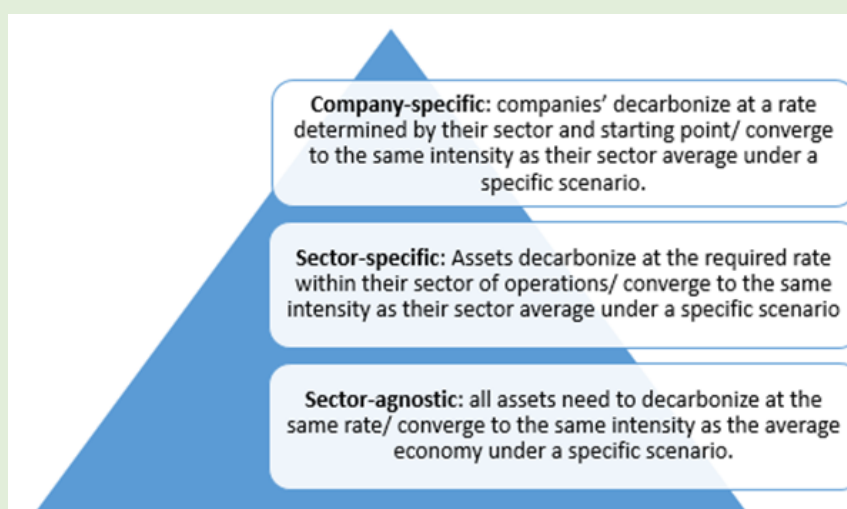 Company-specific: companies’ decarbonize at a rate
determined by their sector and starting point/ converge
to the same intensity as their sector average under a
specific scenario.
Sector-specific: Assets decarbonize at the required rate
within their sector of operations/ converge to the same
intensity as their sector average under a specific scenario
Sector-agnostic: all assets need to decarbonize at the
same rate/ converge to the same intensity as the average
economy under a specific scenario.